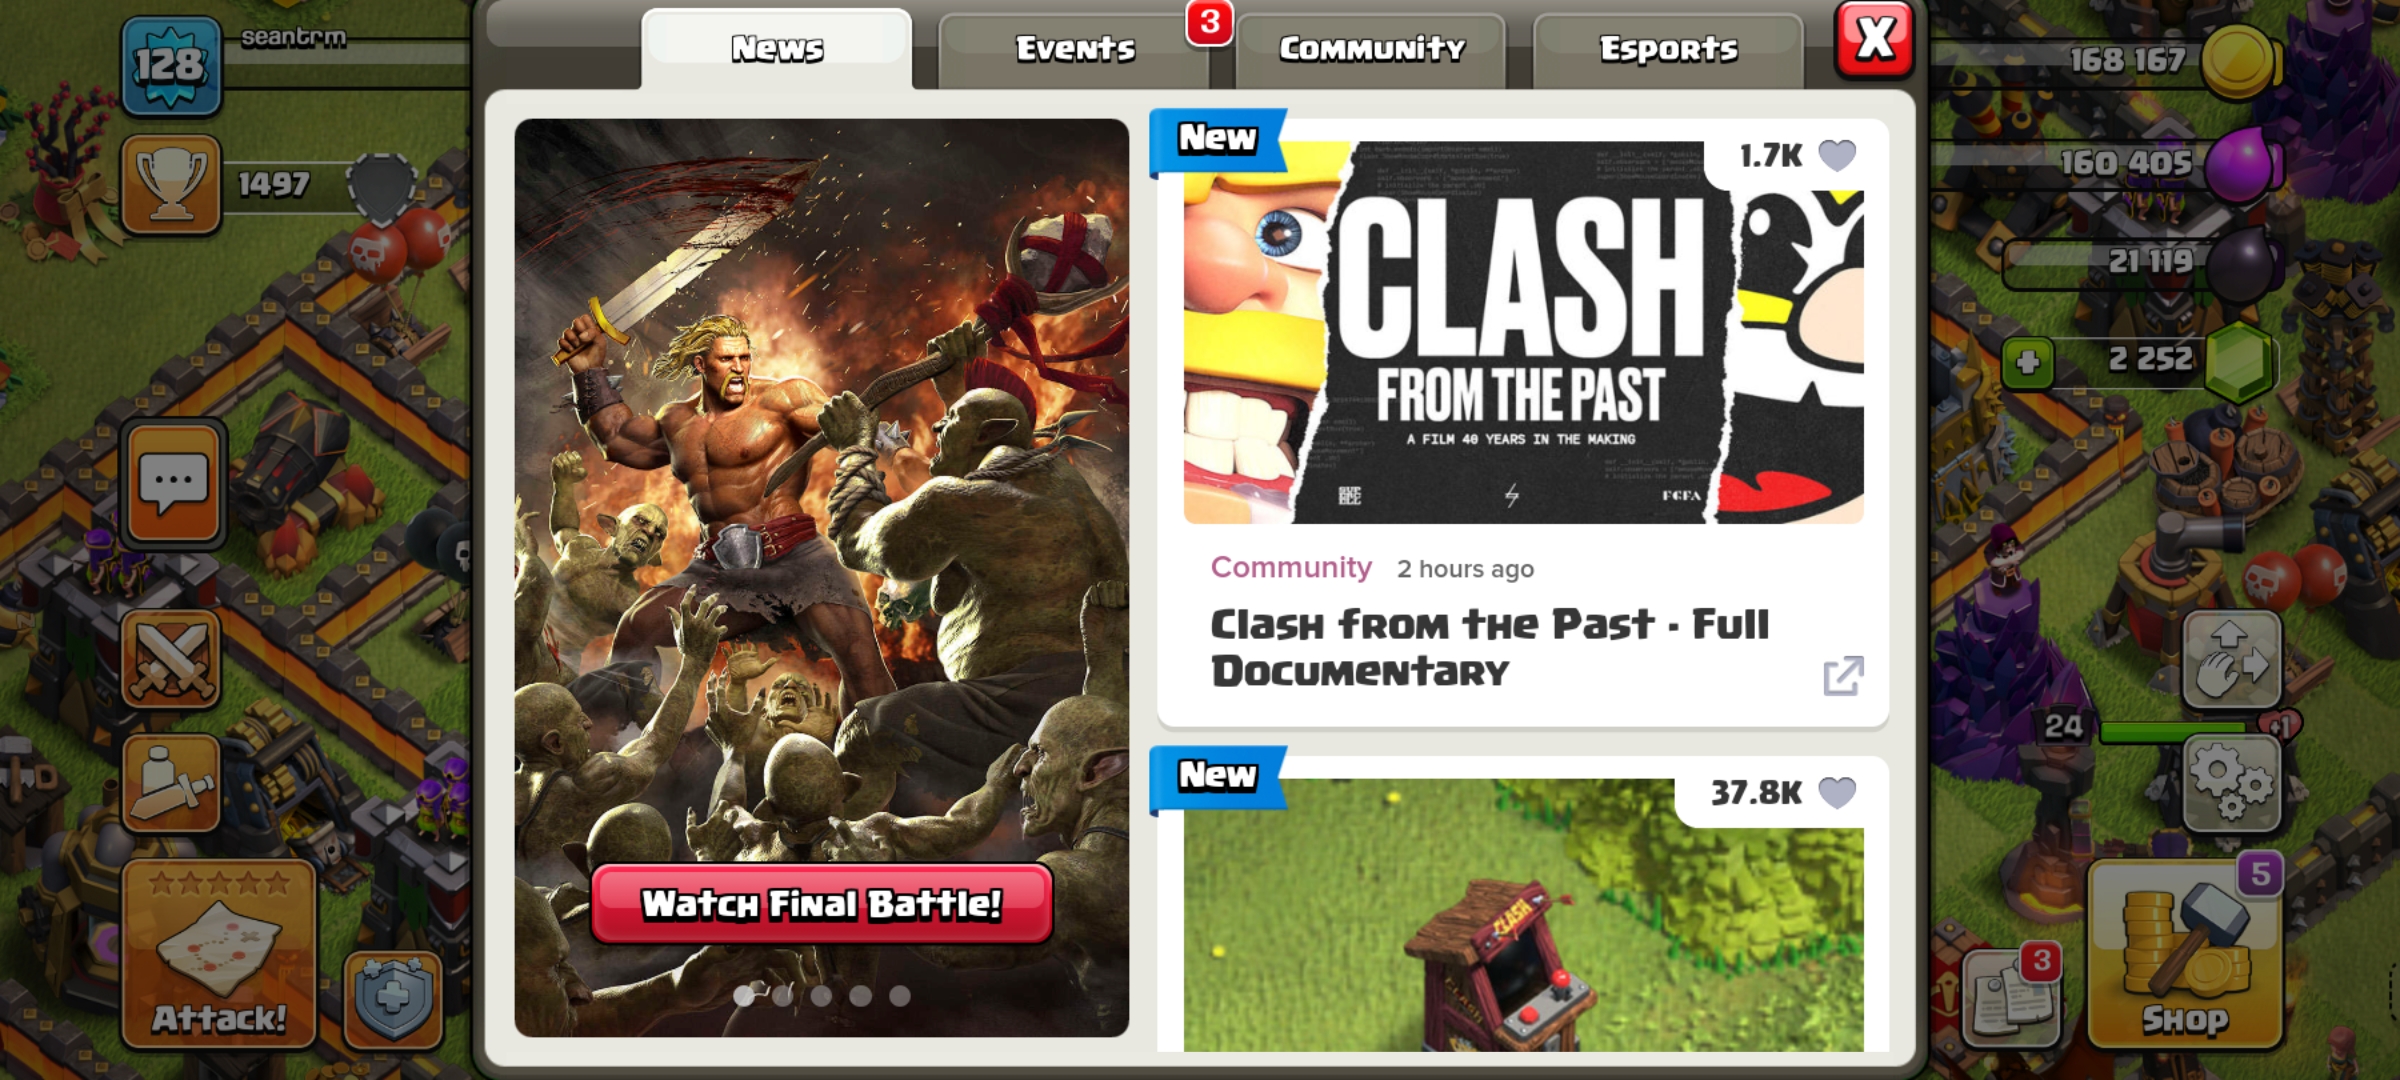 128
seantrm
1497
News
Events
3
Community
Esports
X
168 167
160 405
21 119
2 252
New
1.7K
CLASH
FROM THE PAST
A FILM 40 YEARS IN THE MAKING
Community 2 hours ago
Clash from the Past - Full
Documentary
New
37.8K
CLASH
Watch Final Battle!
Attack!
24
+1
5
3
Shop